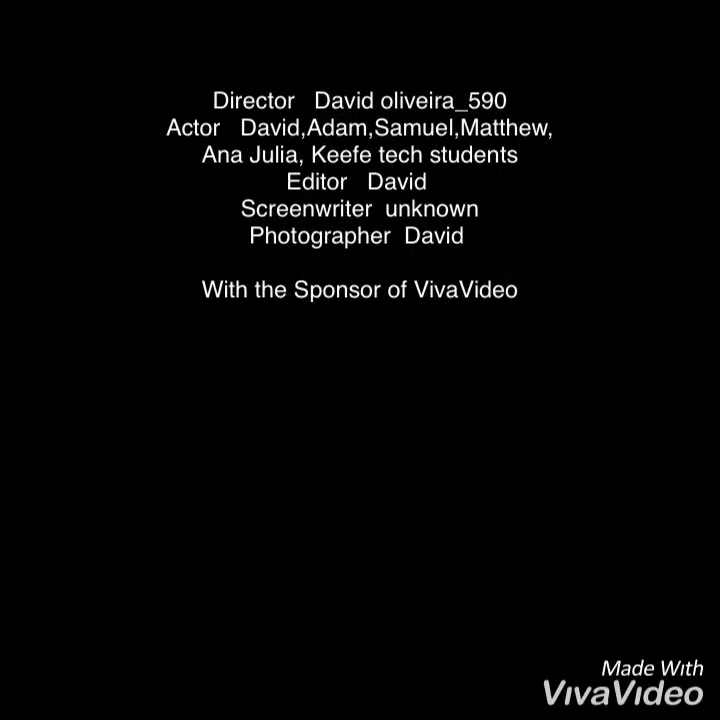 Director   David oliveira_590
Actor   David,Adam,Samuel,Matthew,
Ana Julia, Keefe tech students
Editor   David
Screenwriter  unknown
Photographer  David
With the Sponsor of VivaVideo
Made With
VivaVideo